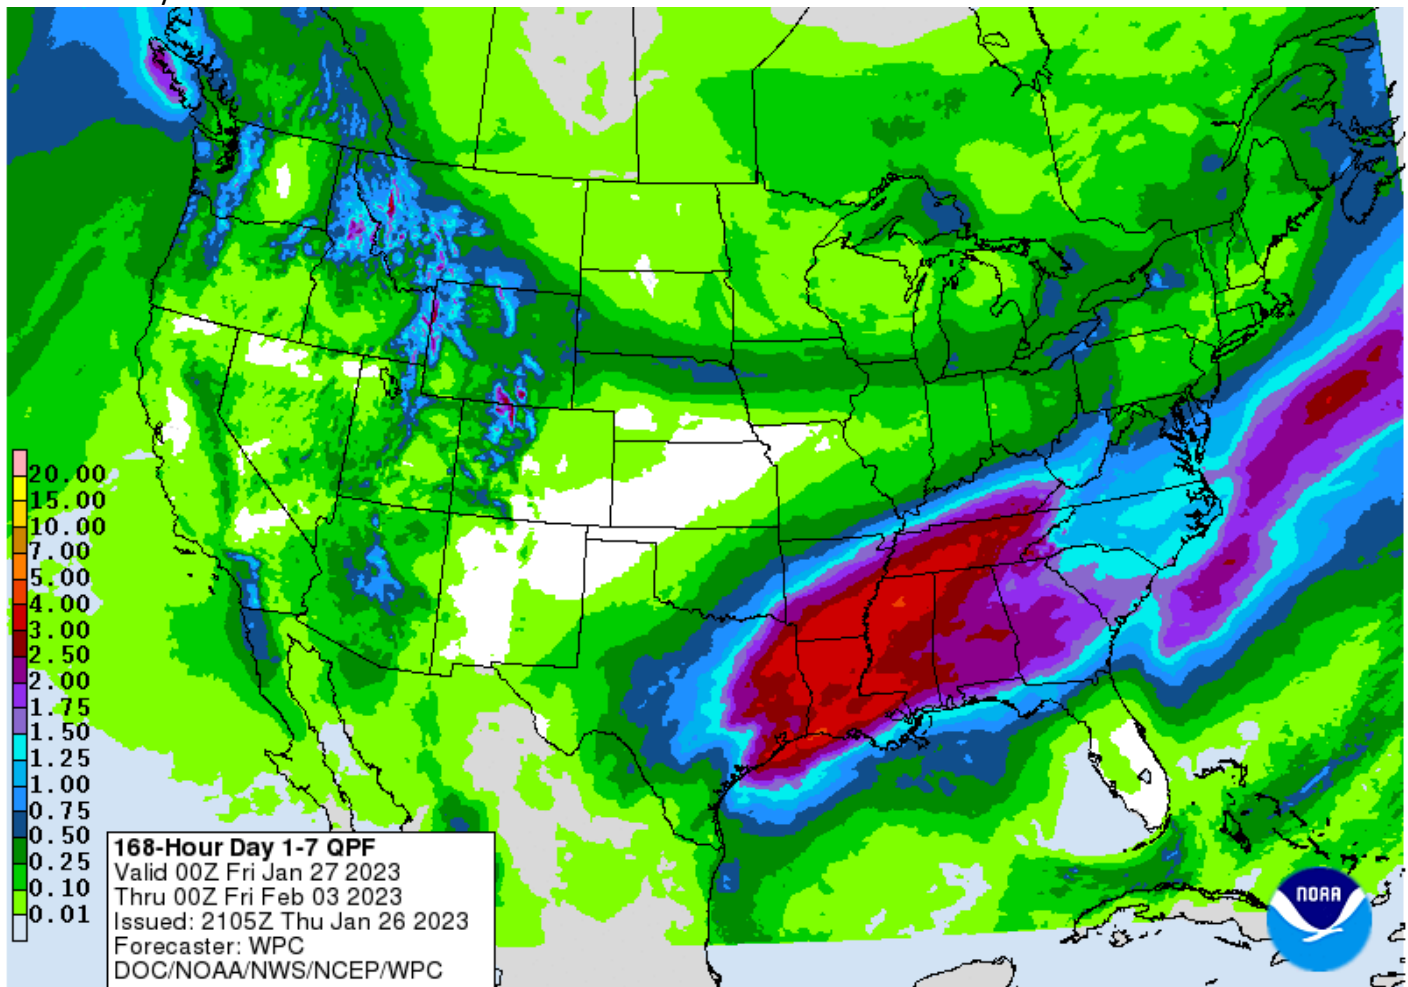 20.00
15.00
10.00
7.00
5.00
4.00
3.00
2.50
2.00
1.75
1.50
1.25
1.00
0.75
0.50
0.25
0.10
0.01
168-Hour Day 1-7 QPF
Valid 00Z Fri Jan 27 2023
Thru 00Z Fri Feb 03 2023
Issued: 2105Z Thu Jan 26 2023
Forecaster: WPC
DOC/NOAA/NWS/NCEP/WPC
NOAA